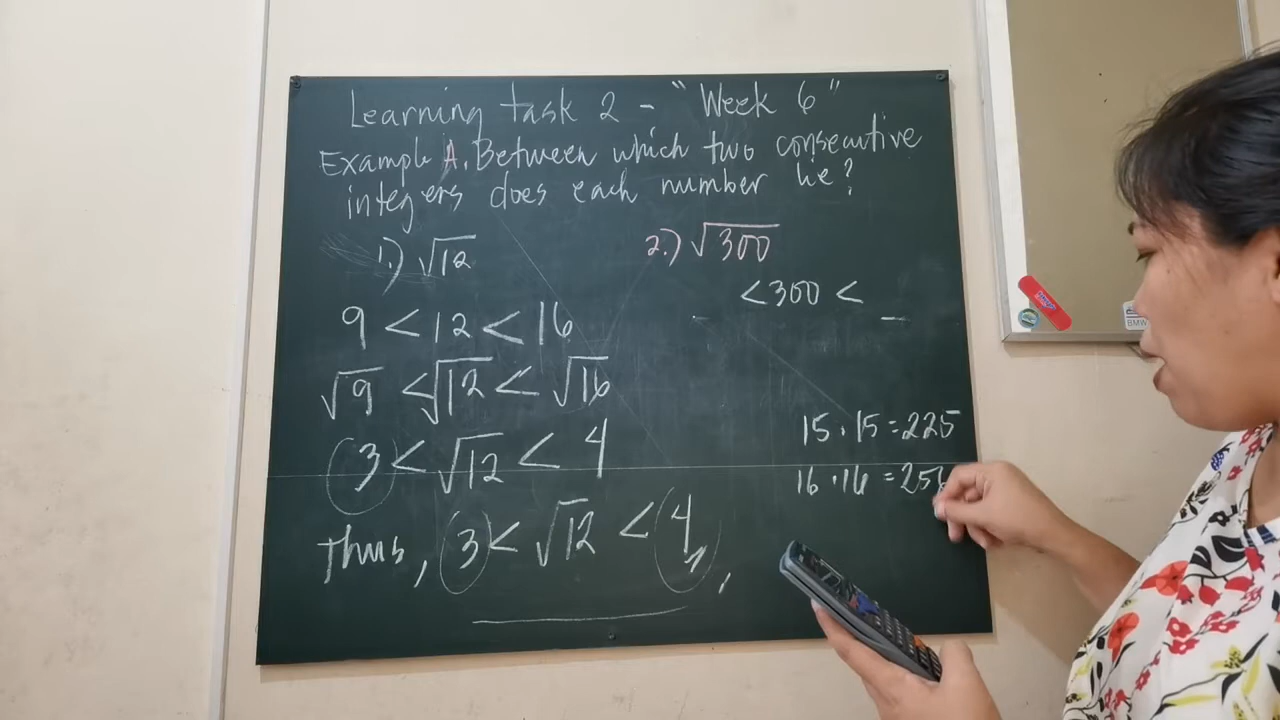 Learning task 2 - "Week 6"
Example A. Between which two consecutive
integers does each number lie?
1.) √12
9 < 12 < 16
√9 < √12 < √16
3 < √12 < 4
thus, 3 < √12 < 4,
2.) √300
< 300 <
15 · 15 = 225
16 · 16 = 256
BMW